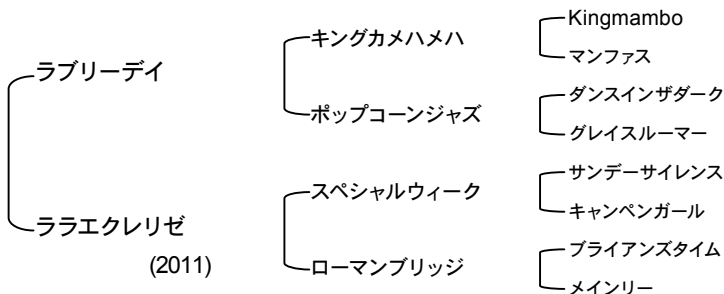 Kingmambo
キングカメハメハ
マンファス
ラブリーデイ
ダンスインザダーク
ポップコーンジャズ
グレイスルーマー
サンデーサイレンス
スペシャルウィーク
キャンペンガール
ララエクレリゼ
ブライアンズタイム
(2011)
ローマンブリッジ
メインリー